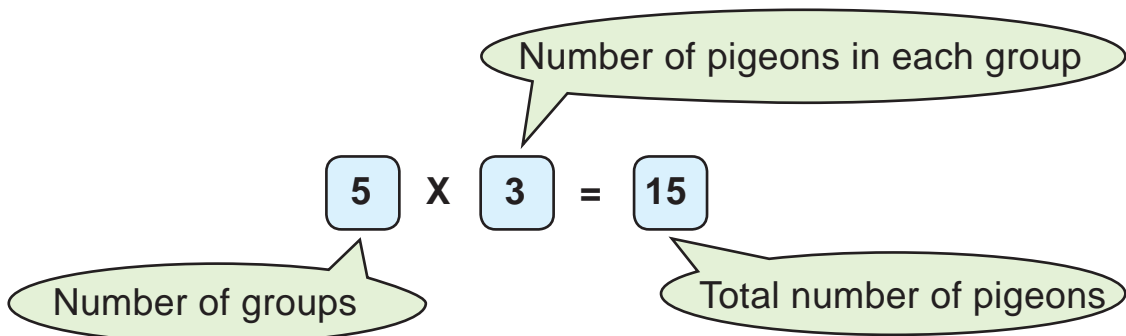 Number of pigeons in each group
5 X 3 = 15
Number of groups
Total number of pigeons